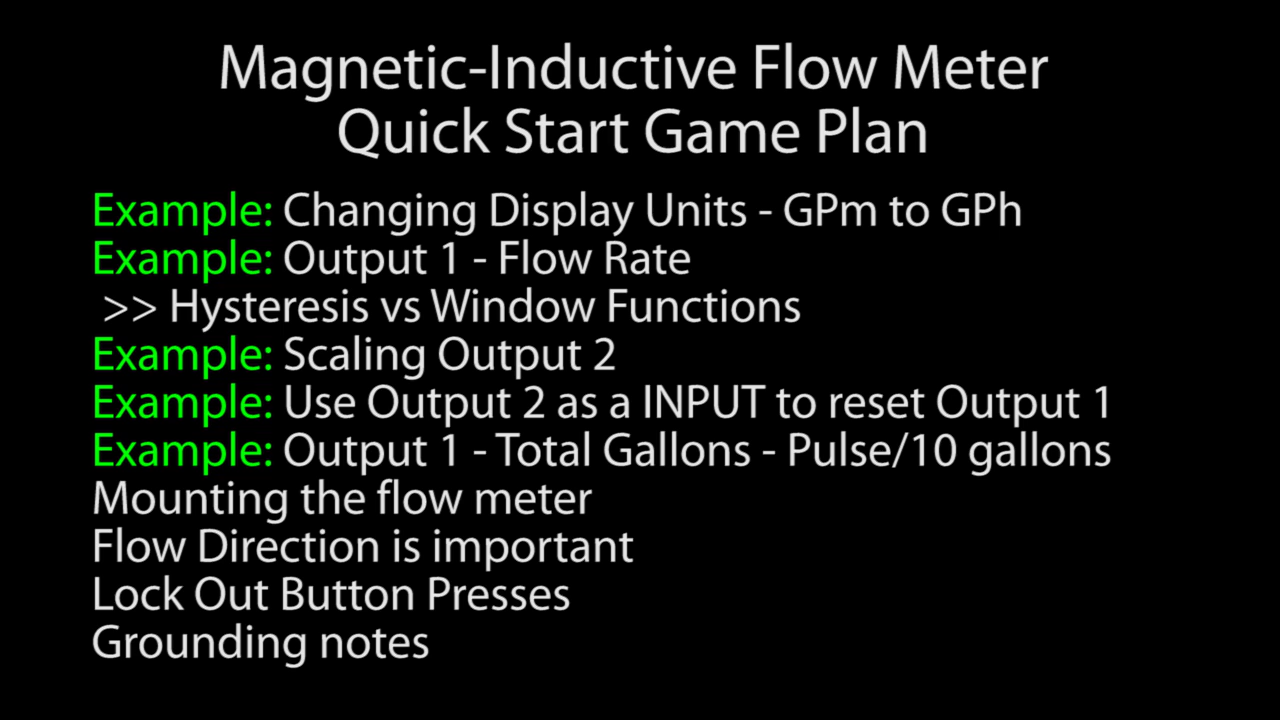 Magnetic-Inductive Flow Meter
Quick Start Game Plan
Example: Changing Display Units - GPm to GPh
Example: Output 1 - Flow Rate
>> Hysteresis vs Window Functions
Example: Scaling Output 2
Example: Use Output 2 as a INPUT to reset Output 1
Example: Output 1 - Total Gallons - Pulse/10 gallons
Mounting the flow meter
Flow Direction is important
Lock Out Button Presses
Grounding notes